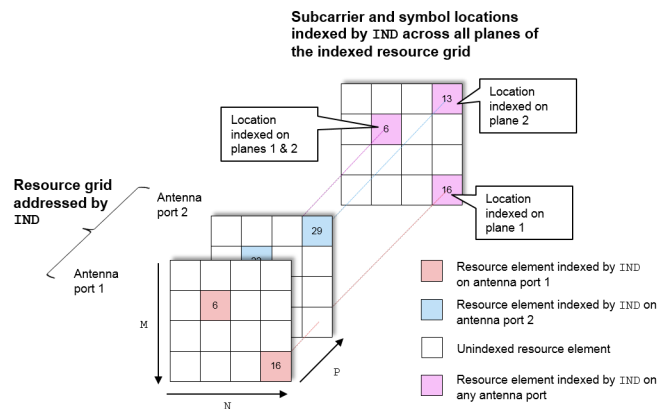 Subcarrier and symbol locations
indexed by IND across all planes of
the indexed resource grid
13
Location
indexed on
plane 2
Location
indexed on
planes 1 & 2
6
16
Location
indexed on
plane 1
Resource grid
addressed by
IND
Antenna
port 2
Antenna
port 1
29
6
16
M
N
P
Resource element indexed by IND
on antenna port 1
Resource element indexed by IND on
antenna port 2
Unindexed resource element
Resource element indexed by IND on
any antenna port